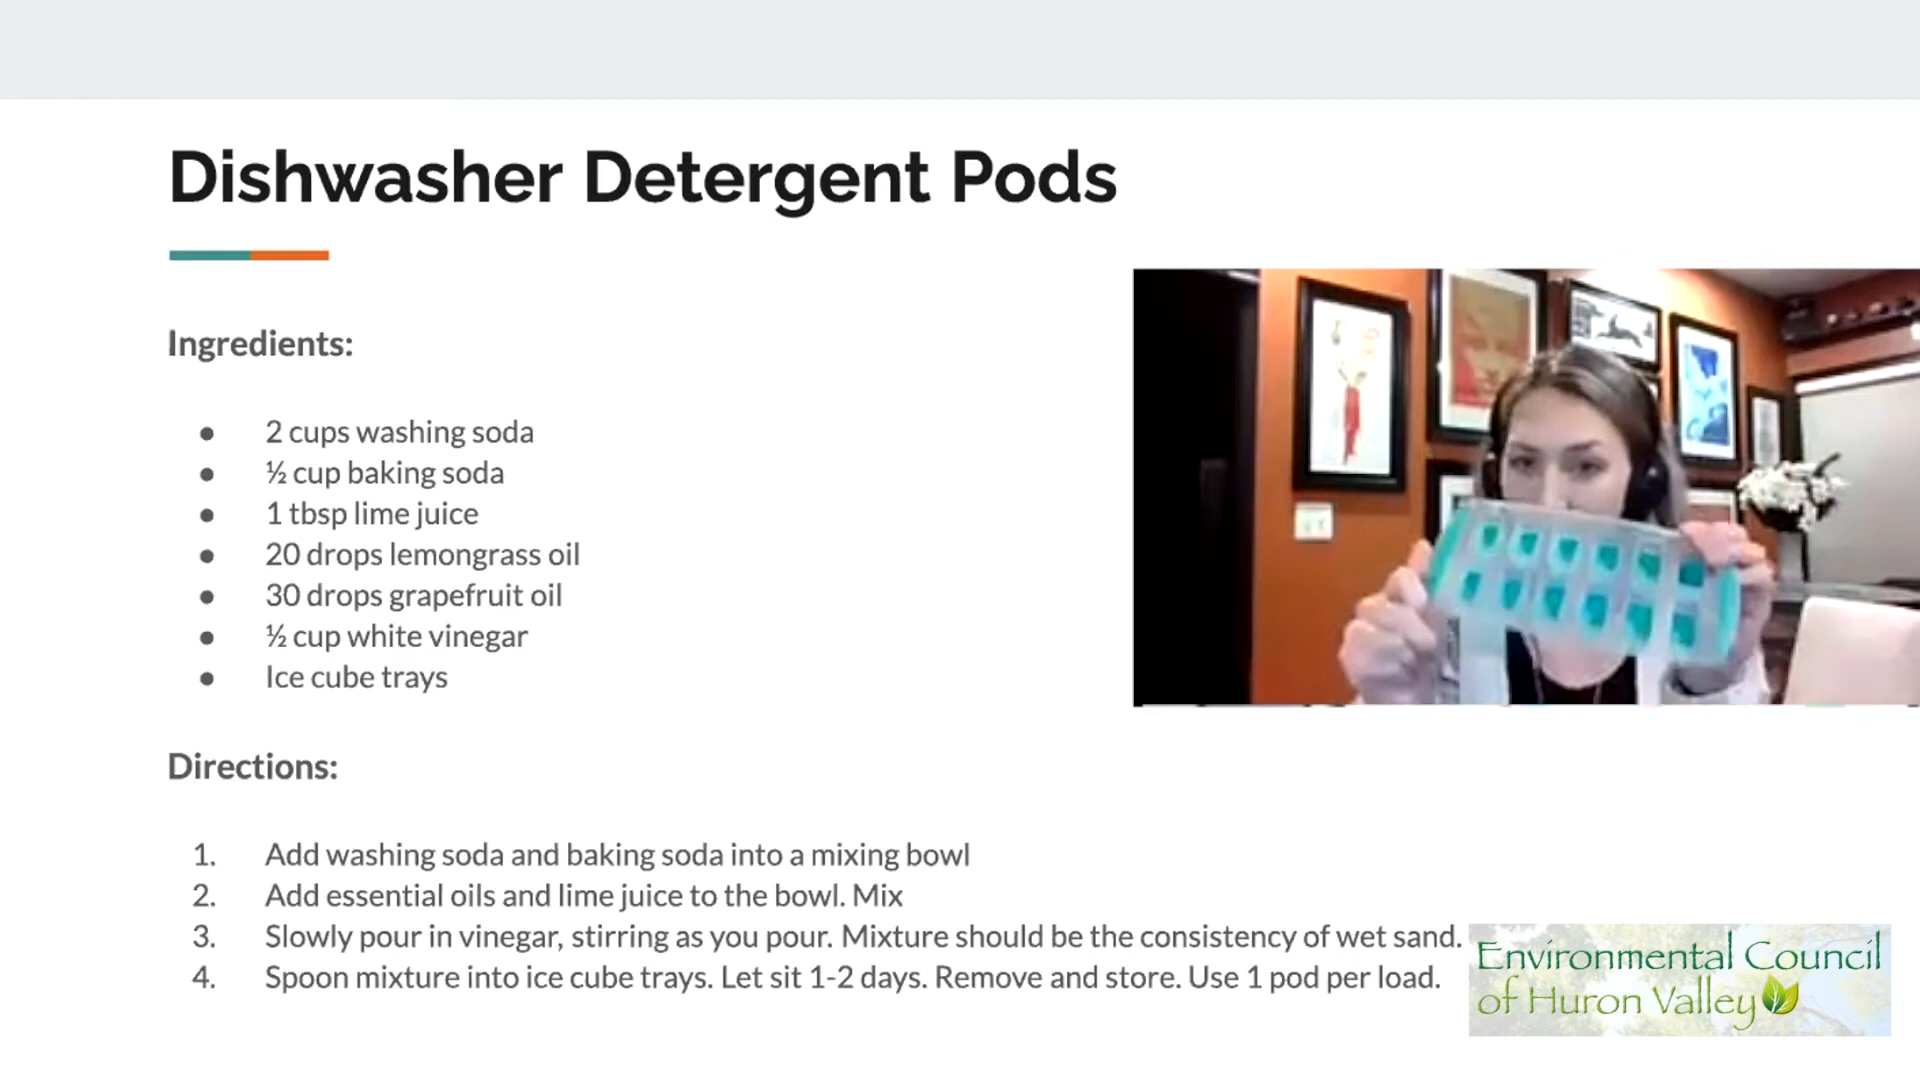 Dishwasher Detergent Pods
Ingredients:
● 2 cups washing soda
● ½ cup baking soda
● 1 tbsp lime juice
● 20 drops lemongrass oil
● 30 drops grapefruit oil
● ½ cup white vinegar
● Ice cube trays
Directions:
1. Add washing soda and baking soda into a mixing bowl
2. Add essential oils and lime juice to the bowl. Mix
3. Slowly pour in vinegar, stirring as you pour. Mixture should be the consistency of wet sand.
4. Spoon mixture into ice cube trays. Let sit 1-2 days. Remove and store. Use 1 pod per load.
Environmental Council
of Huron Valley